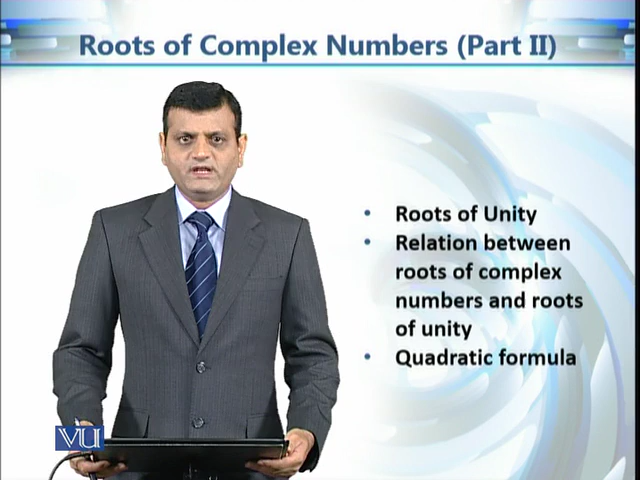 Roots of Complex Numbers (Part II)
• Roots of Unity
• Relation between
roots of complex
numbers and roots
of unity
• Quadratic formula
VU